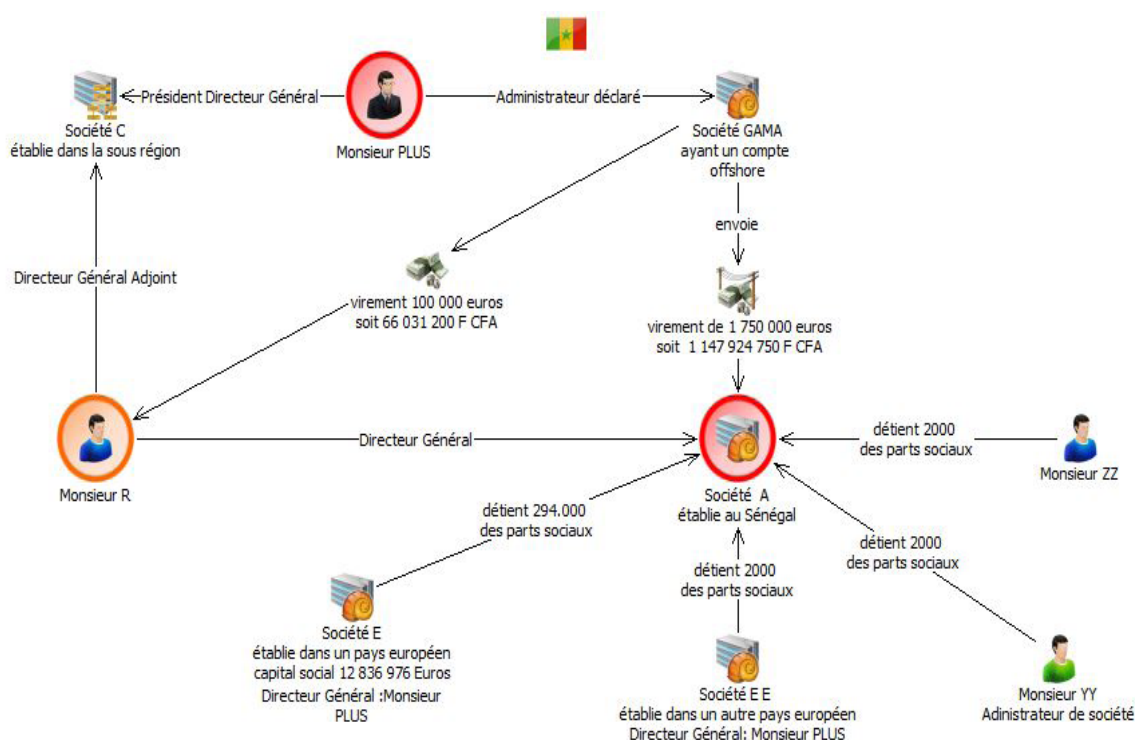 Président Directeur Général
Administrateur déclaré
Société C
établie dans la sous région
Monsieur PLUS
Société GAMA
ayant un compte
offshore
envoie
Directeur Général Adjoint
virement 100 000 euros
soit 66 031 200 F CFA
virement de 1 750 000 euros
soit 1 147 924 750 F CFA
Directeur Général
détient 2000
des parts sociaux
Monsieur R
Monsieur ZZ
Société A
établie au Sénégal
détient 294.000
des parts sociaux
détient 2000
des parts sociaux
détient 2000
des parts sociaux
Société E
établie dans un pays européen
capital social 12 836 976 Euros
Directeur Général :Monsieur
PLUS
Société E E
établie dans un autre pays européen
Directeur Général: Monsieur PLUS
Monsieur YY
Adinistrateur de société